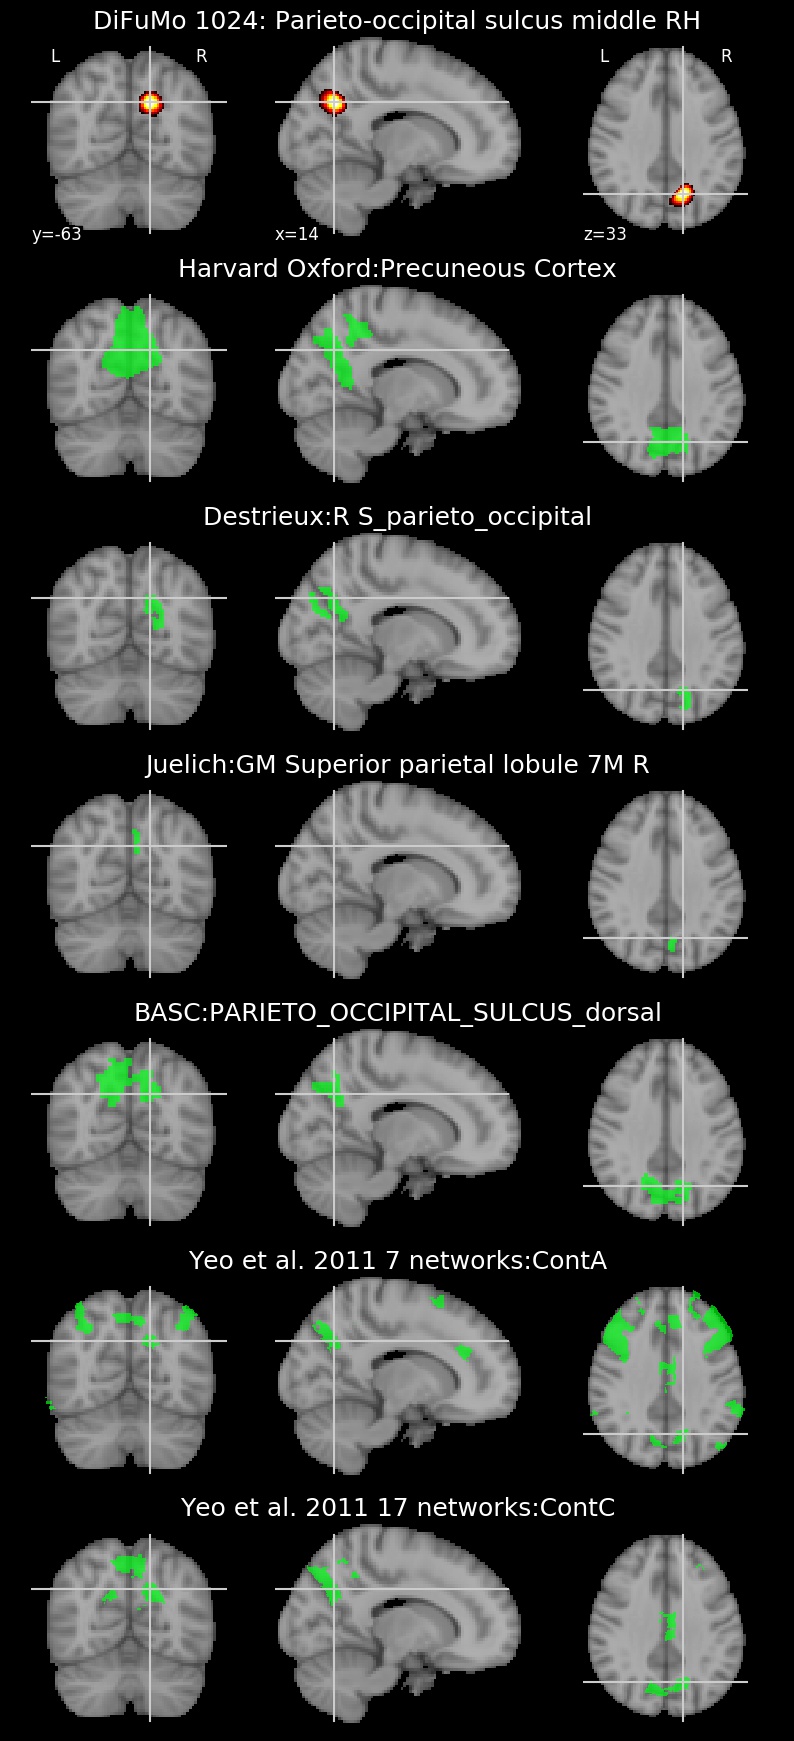 DiFuMo 1024: Parieto-occipital sulcus middle RH
L R L R
y=-63 x=14 z=33
Harvard Oxford:Precuneous Cortex
Destrieux:R S_parieto_occipital
Juelich:GM Superior parietal lobule 7M R
BASC:PARIETO_OCCIPITAL_SULCUS_dorsal
Yeo et al. 2011 7 networks:ContA
Yeo et al. 2011 17 networks:ContC